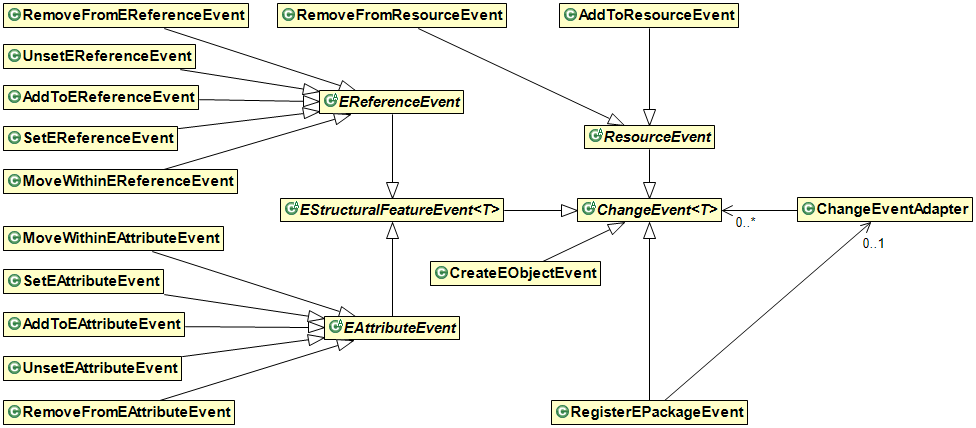 RemoveFromEReferenceEvent
RemoveFromResourceEvent
AddToResourceEvent
UnsetEReferenceEvent
AddToEReferenceEvent
EReferenceEvent
SetEReferenceEvent
ResourceEvent
MoveWithinEReferenceEvent
EStructuralFeatureEvent<T>
ChangeEvent<T>
ChangeEventAdapter
0..*
0..1
MoveWithinEAttributeEvent
CreateEObjectEvent
SetEAttributeEvent
AddToEAttributeEvent
EAttributeEvent
UnsetEAttributeEvent
RemoveFromEAttributeEvent
RegisterEPackageEvent